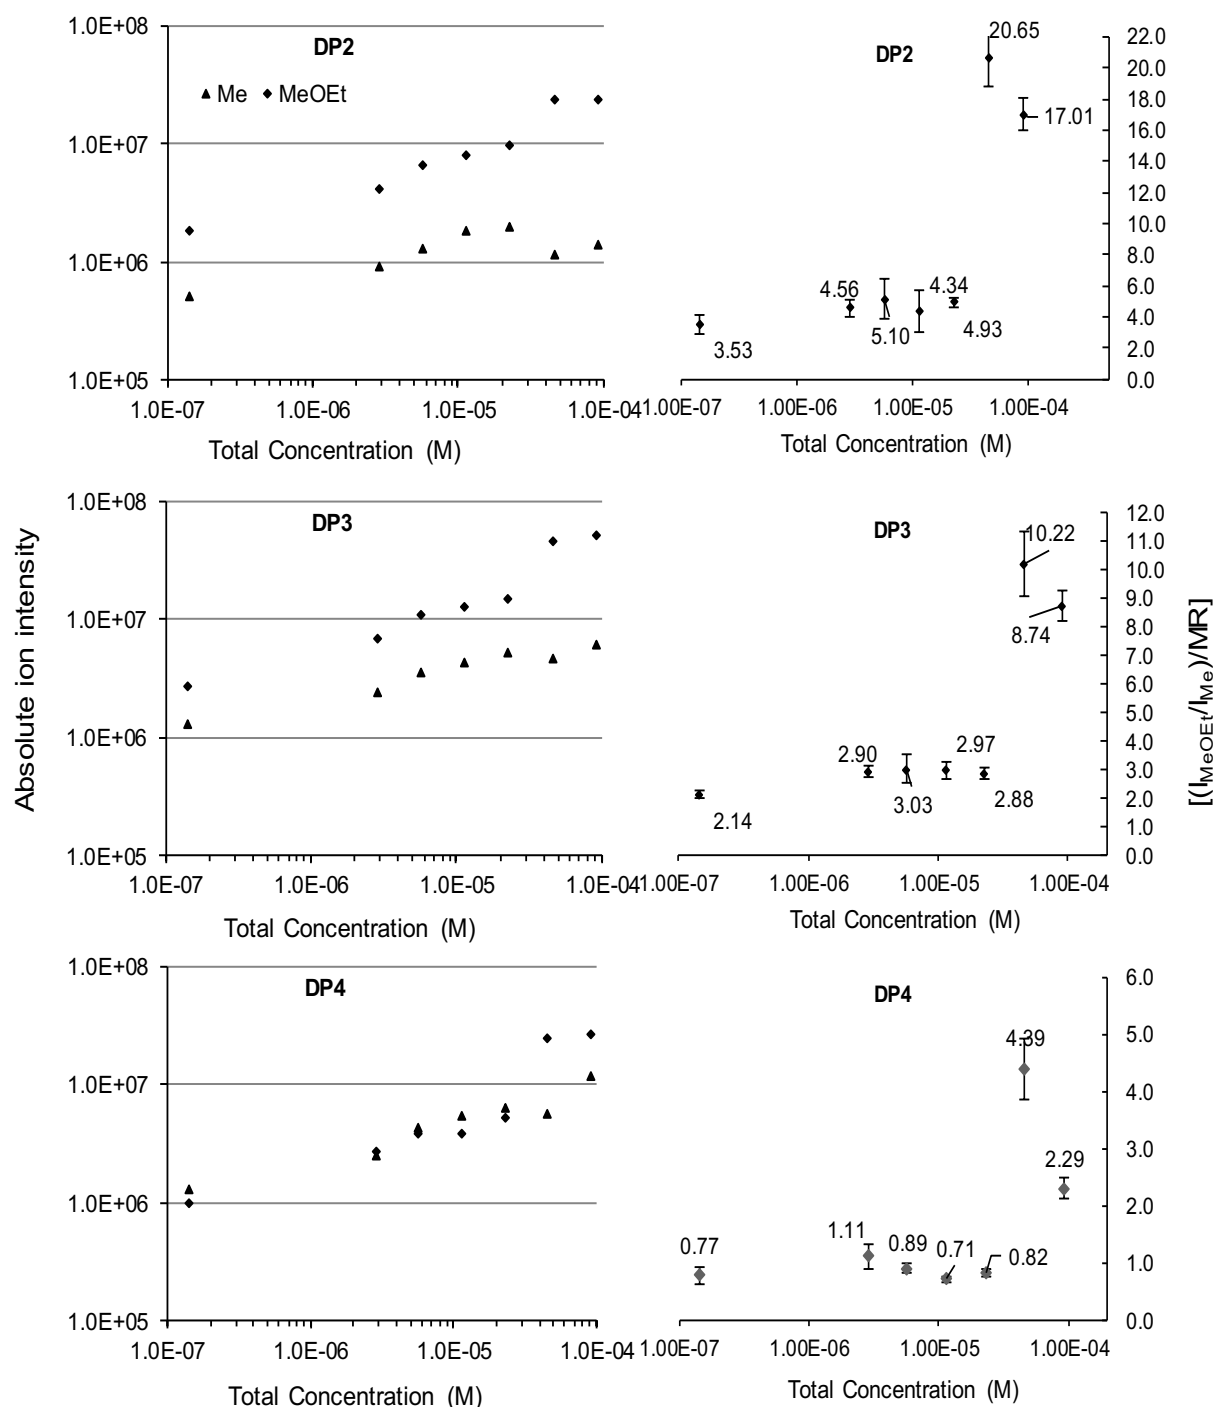 Absolute ion intensity
1.0E+08
1.0E+07
1.0E+06
1.0E+05
DP2
▲ Me ◆ MeOEt
1.0E-07 1.0E-06 1.0E-05 1.0E-04
Total Concentration (M)
DP2
20.65
17.01
4.56
4.34
5.10
4.93
3.53
22.0
20.0
18.0
16.0
14.0
12.0
10.0
8.0
6.0
4.0
2.0
0.0
1.00E-07 1.00E-06 1.00E-05 1.00E-04
Total Concentration (M)
1.0E+08
1.0E+07
1.0E+06
1.0E+05
DP3
1.0E-07 1.0E-06 1.0E-05 1.0E-04
Total Concentration (M)
DP3
10.22
8.74
2.90
2.97
3.03
2.88
2.14
12.0
11.0
10.0
9.0
8.0
7.0
6.0
5.0
4.0
3.0
2.0
1.0
0.0
1.00E-07 1.00E-06 1.00E-05 1.00E-04
Total Concentration (M)
[(I_MeOEt/I_Me)/MR]
1.0E+08
1.0E+07
1.0E+06
1.0E+05
DP4
1.0E-07 1.0E-06 1.0E-05 1.0E-04
Total Concentration (M)
DP4
4.39
2.29
1.11
0.89
0.71
0.82
0.77
6.0
5.0
4.0
3.0
2.0
1.0
0.0
1.00E-07 1.00E-06 1.00E-05 1.00E-04
Total Concentration (M)